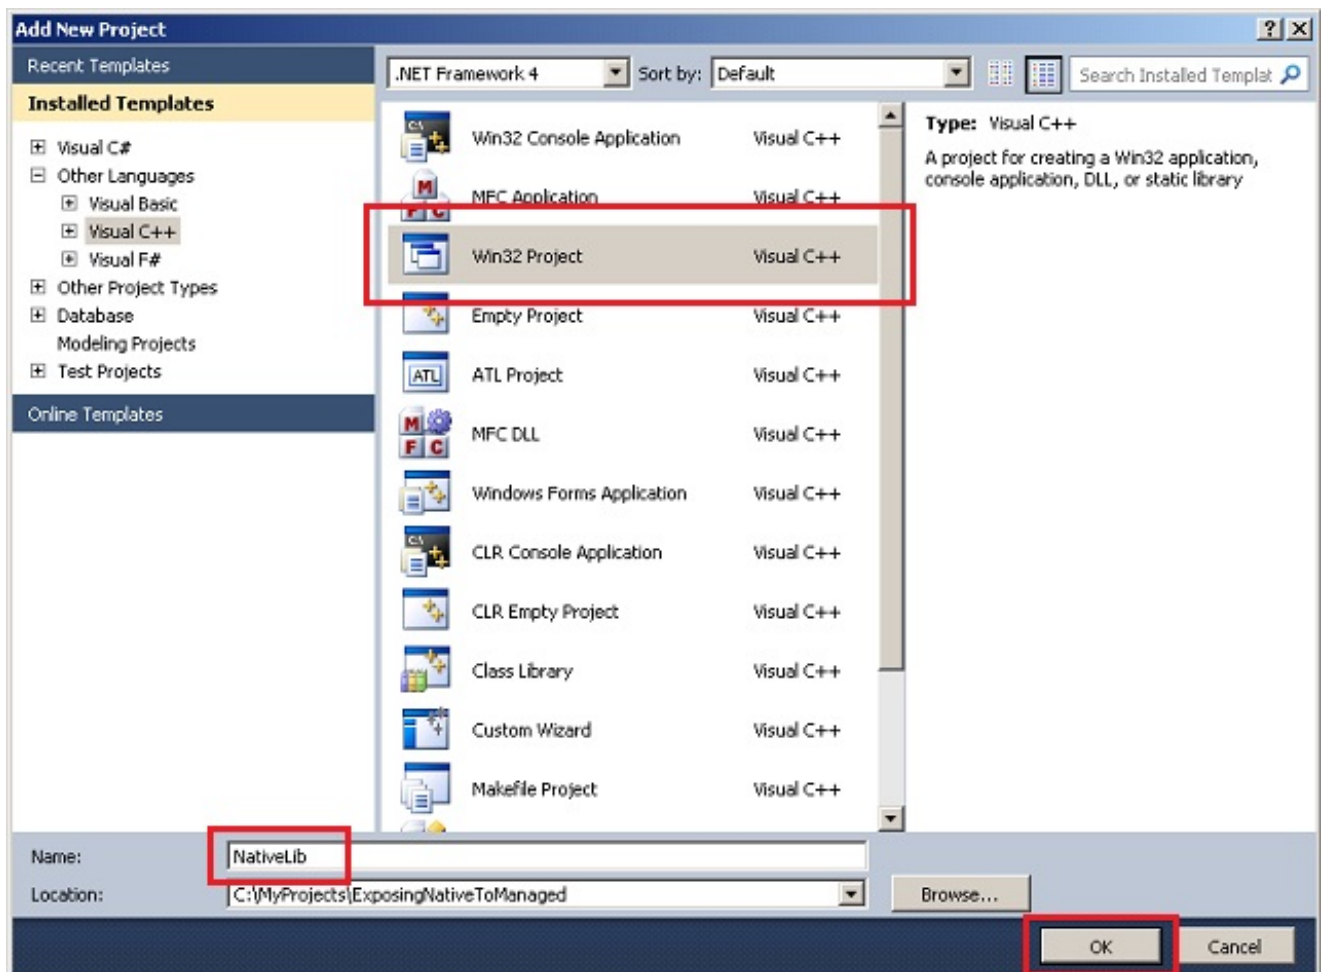 Add New Project
Recent Templates
Installed Templates
Visual C#
Other Languages
Visual Basic
Visual C++
Visual F#
Other Project Types
Database
Modeling Projects
Test Projects
Online Templates
.NET Framework 4 Sort by: Default Search Installed Templat
Win32 Console Application Visual C++
MFC Application Visual C++
Win32 Project Visual C++
Empty Project Visual C++
ATL ATL Project Visual C++
MFC DLL Visual C++
Windows Forms Application Visual C++
CLR Console Application Visual C++
CLR Empty Project Visual C++
Class Library Visual C++
Custom Wizard Visual C++
Makefile Project Visual C++
Type: Visual C++
A project for creating a Win32 application,
console application, DLL, or static library
Name: NativeLib
Location: C:\MyProjects\ExposingNativeToManaged Browse...
OK Cancel